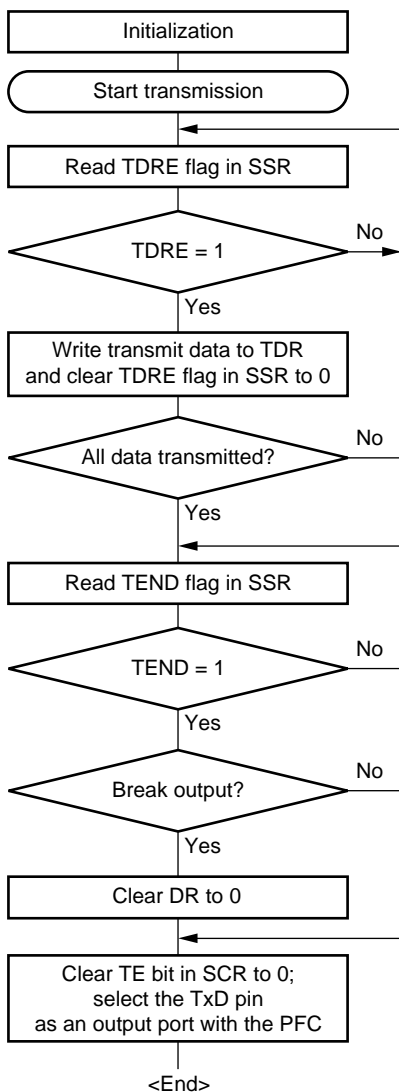 Initialization
Start transmission
Read TDRE flag in SSR
TDRE = 1
No
Yes
Write transmit data to TDR
and clear TDRE flag in SSR to 0
All data transmitted?
No
Yes
Read TEND flag in SSR
TEND = 1
No
Yes
Break output?
No
Yes
Clear DR to 0
Clear TE bit in SCR to 0;
select the TxD pin
as an output port with the PFC
<End>